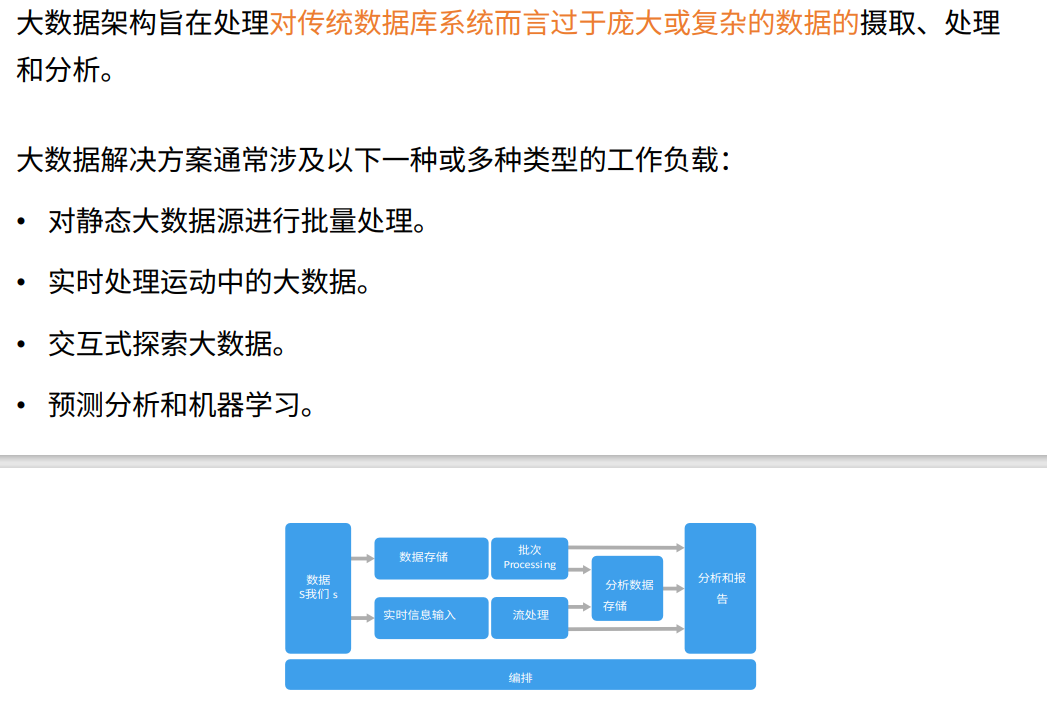 大数据架构旨在处理对传统数据库系统而言过于庞大或复杂的数据的摄取、处理
和分析。
大数据解决方案通常涉及以下一种或多种类型的工作负载：
• 对静态大数据源进行批量处理。
• 实时处理运动中的大数据。
• 交互式探索大数据。
• 预测分析和机器学习。
数据
S我们 s
数据存储
批次
Processing
实时信息输入
流处理
分析数据
存储
分析和报
告
编排